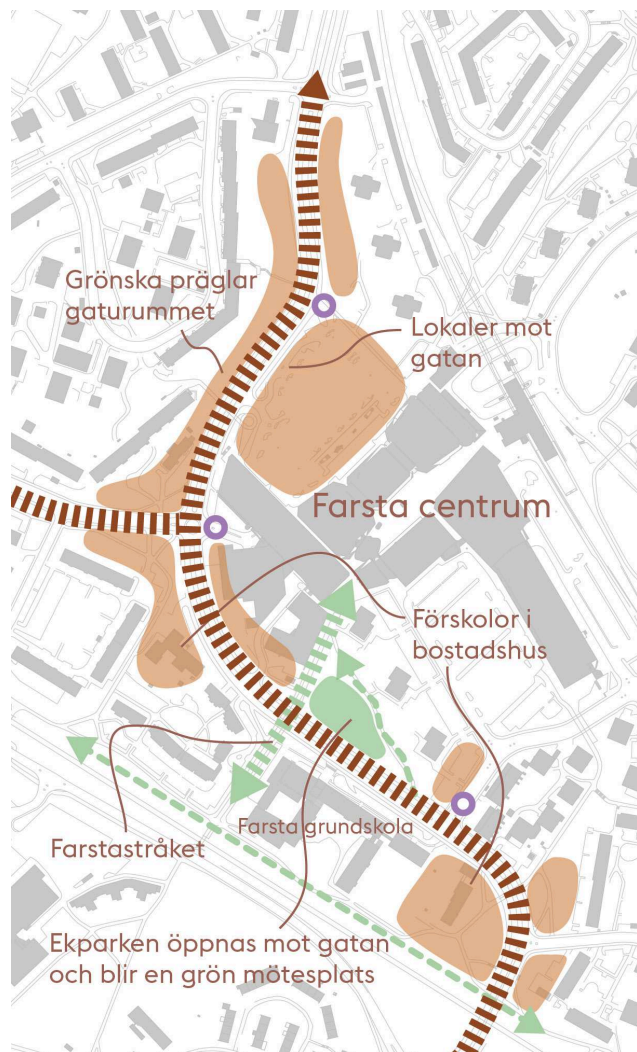 Grönska präglar
gaturummet
Lokaler mot
gatan
Farsta centrum
Förskolor i
bostadshus
Farsta grundskola
Farstastråket
Ekparken öppnas mot gatan
och blir en grön mötesplats